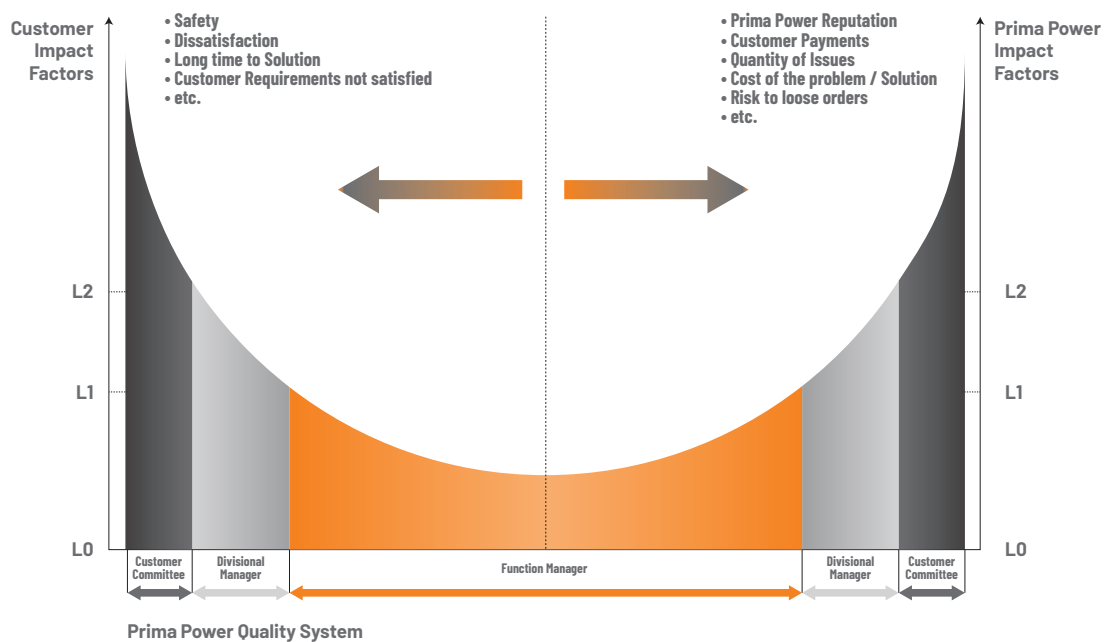 Customer
Impact
Factors
• Safety
• Dissatisfaction
• Long time to Solution
• Customer Requirements not satisfied
• etc.
• Prima Power Reputation
• Customer Payments
• Quantity of Issues
• Cost of the problem / Solution
• Risk to loose orders
• etc.
Prima Power
Impact
Factors
L2
L2
L1
L1
L0
L0
Customer
Committee
Divisional
Manager
Function Manager
Divisional
Manager
Customer
Committee
Prima Power Quality System